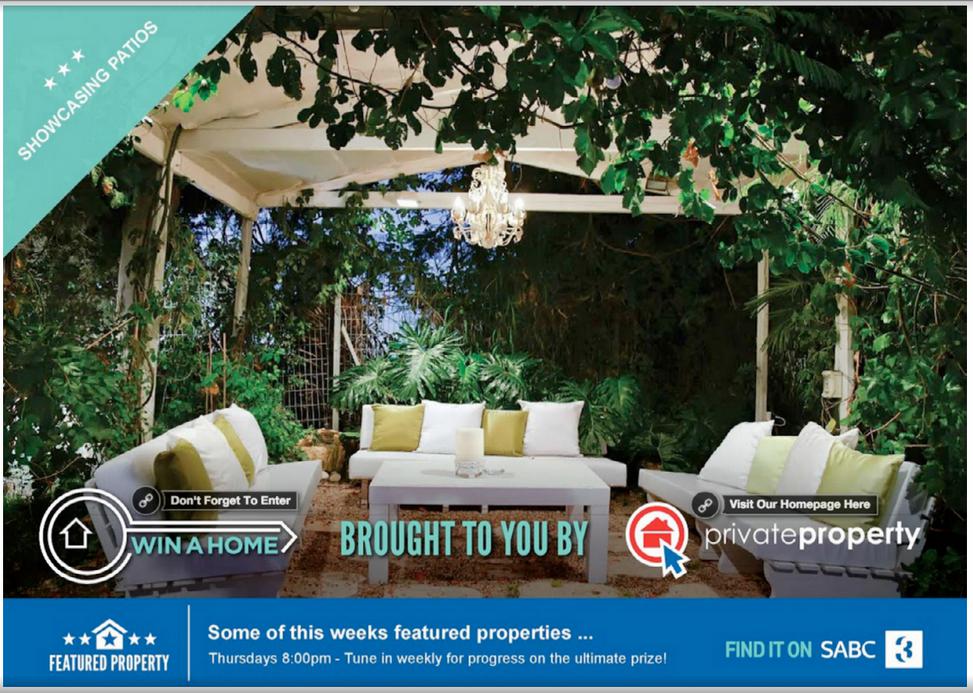 SHOWCASING PATIOS
Don't Forget To Enter
WIN A HOME
BROUGHT TO YOU BY
Visit Our Homepage Here
privateproperty
FEATURED PROPERTY
Some of this weeks featured properties ...
Thursdays 8:00pm - Tune in weekly for progress on the ultimate prize!
FIND IT ON SABC 3